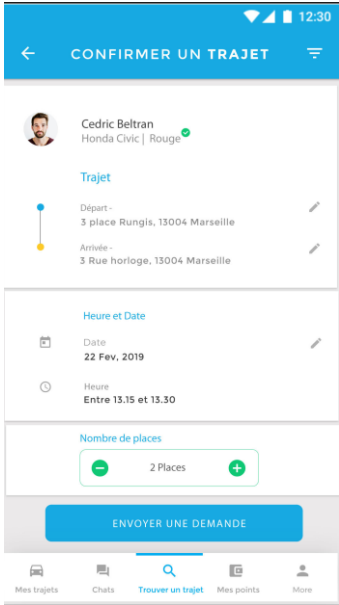 12:30
CONFIRMER UN TRAJET
Cedric Beltran
Honda Civic | Rouge
Trajet
Départ -
3 place Rungis, 13004 Marseille
Arrivée -
3 Rue horloge, 13004 Marseille
Heure et Date
Date
22 Fev, 2019
Heure
Entre 13.15 et 13.30
Nombre de places
2 Places
ENVOYER UNE DEMANDE
Mes trajets Chats Trouver un trajet Mes points More